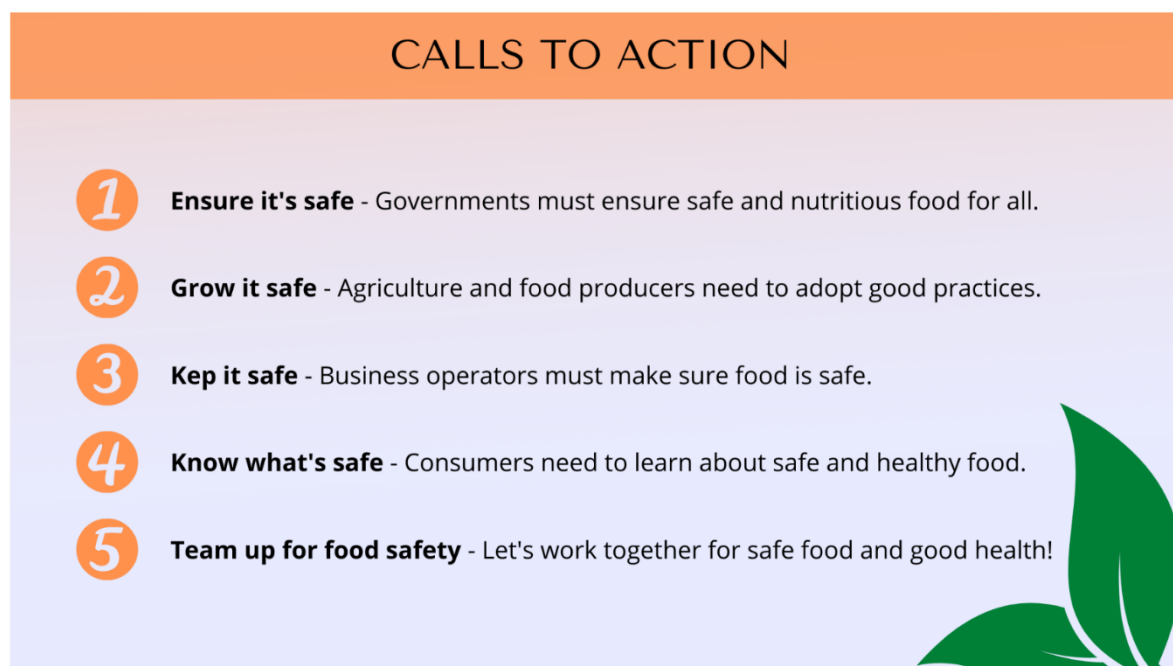 CALLS TO ACTION
1 Ensure it's safe - Governments must ensure safe and nutritious food for all.
2 Grow it safe - Agriculture and food producers need to adopt good practices.
3 Kep it safe - Business operators must make sure food is safe.
4 Know what's safe - Consumers need to learn about safe and healthy food.
5 Team up for food safety - Let's work together for safe food and good health!